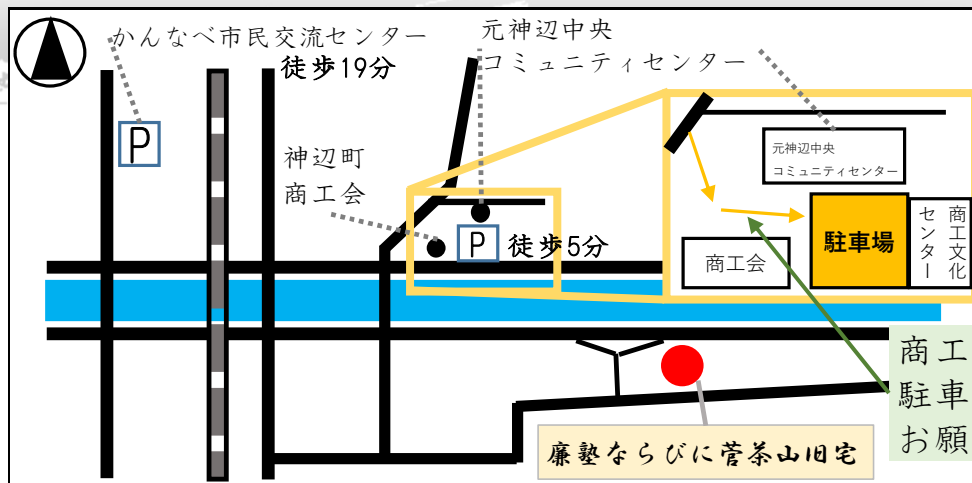 かんなべ市民交流センター
徒歩19分
P
元神辺中央
コミュニティセンター
神辺町
商工会
P
徒歩5分
元神辺中央
コミュニティセンター
商工会
駐車場
商工文化
センター
商工
駐車
お願
廉塾ならびに菅茶山旧宅